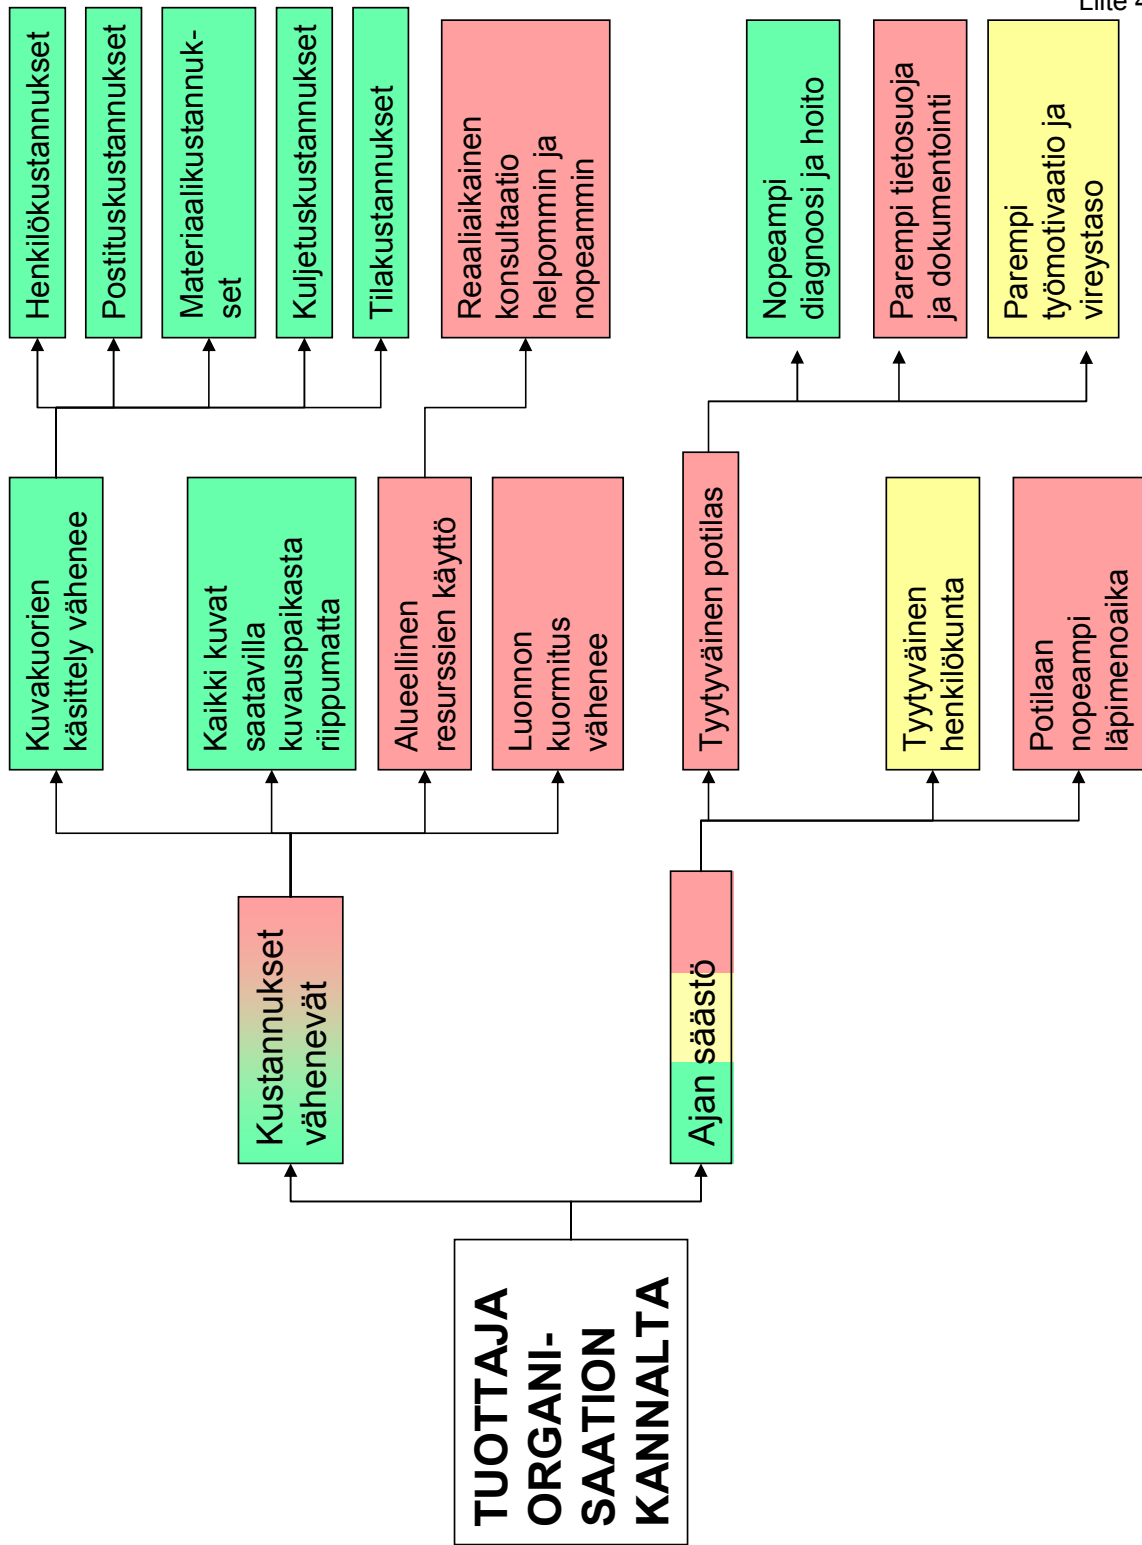 Liite 4
TUOTTAJA
ORGANI-
SAATION
KANNALTA
Kustannukset
vähenevät
Ajan säästö
Kuvakuorien
käsittely vähenee
Kaikki kuvat
saatavilla
kuvauspaikasta
riippumatta
Alueellinen
resurssien käyttö
Luonnon
kuormitus
vähenee
Tyytyväinen potilas
Tyytyväinen
henkilökunta
Potilaan
nopeampi
läpimenoaika
Henkilökustannukset
Postituskustannukset
Materiaalikustannuk-
set
Kuljetuskustannukset
Tilakustannukset
Reaaliaikainen
konsultaatio
helpommin ja
nopeammin
Nopeampi
diagnoosi ja hoito
Parempi tietosuoja
ja dokumentointi
Parempi
työmotivaatio ja
vireystaso